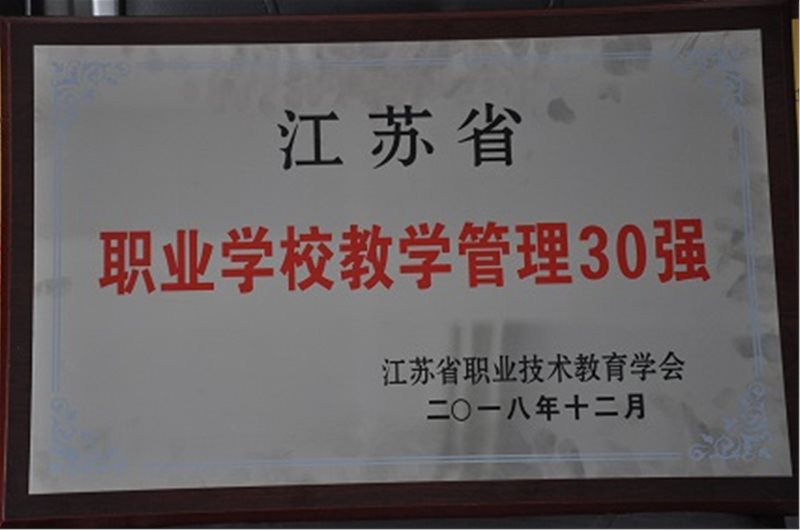 江苏省
职业学校教学管理30强
江苏省职业技术教育学会
二〇一八年十二月